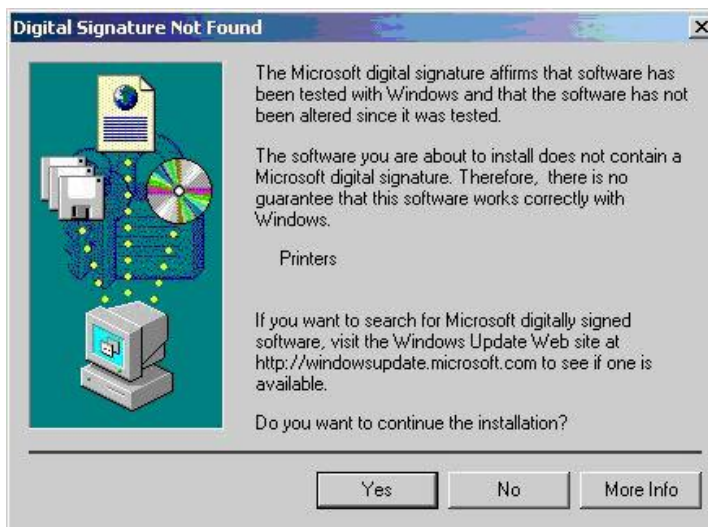 Digital Signature Not Found
The Microsoft digital signature affirms that software has
been tested with Windows and that the software has not
been altered since it was tested.
The software you are about to install does not contain a
Microsoft digital signature. Therefore, there is no
guarantee that this software works correctly with
Windows.
Printers
If you want to search for Microsoft digitally signed
software, visit the Windows Update Web site at
http://windowsupdate.microsoft.com to see if one is
available.
Do you want to continue the installation?
Yes
No
More Info